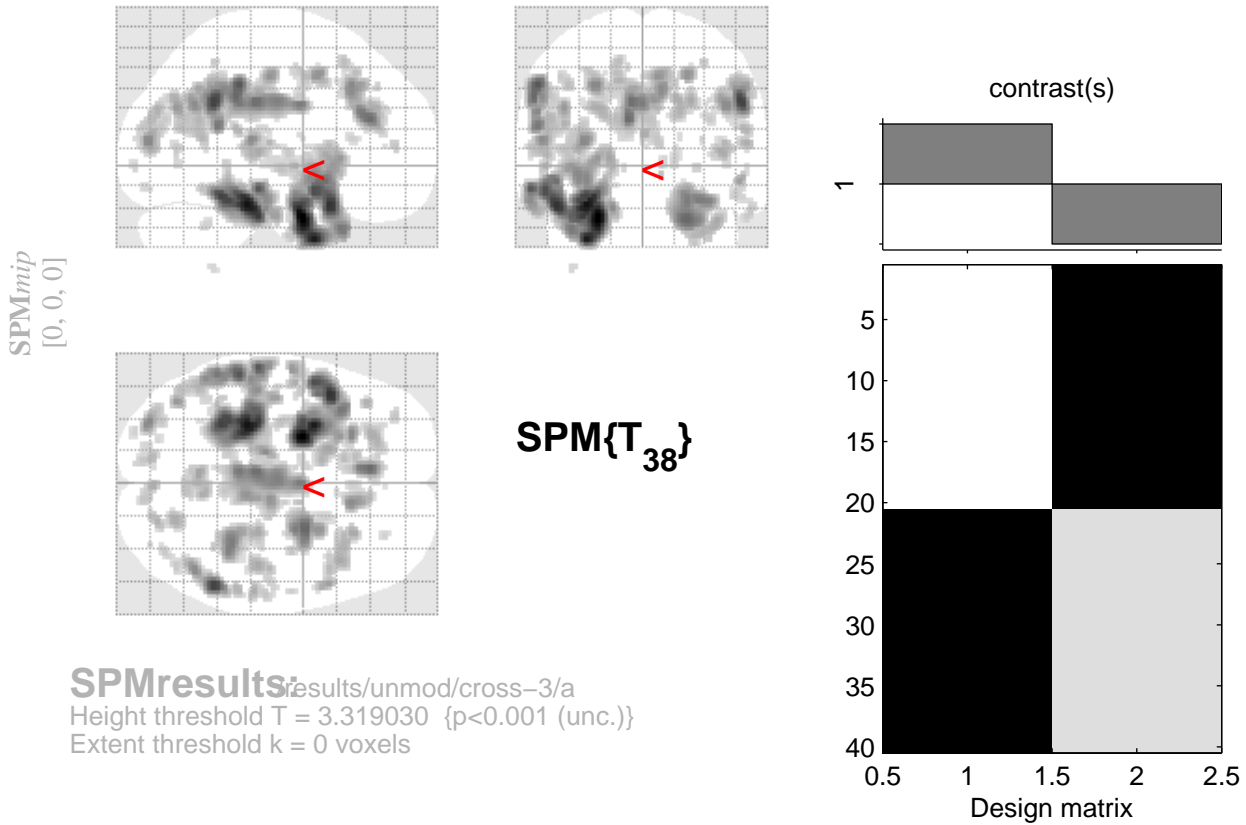 SPMmip
[0, 0, 0]
<
<
<
SPM{T38}
contrast(s)
1
5
10
15
20
25
30
35
40
0.5 1 1.5 2 2.5
Design matrix
SPMresults: /results/unmod/cross−3/a
Height threshold T = 3.319030 {p<0.001 (unc.)}
Extent threshold k = 0 voxels